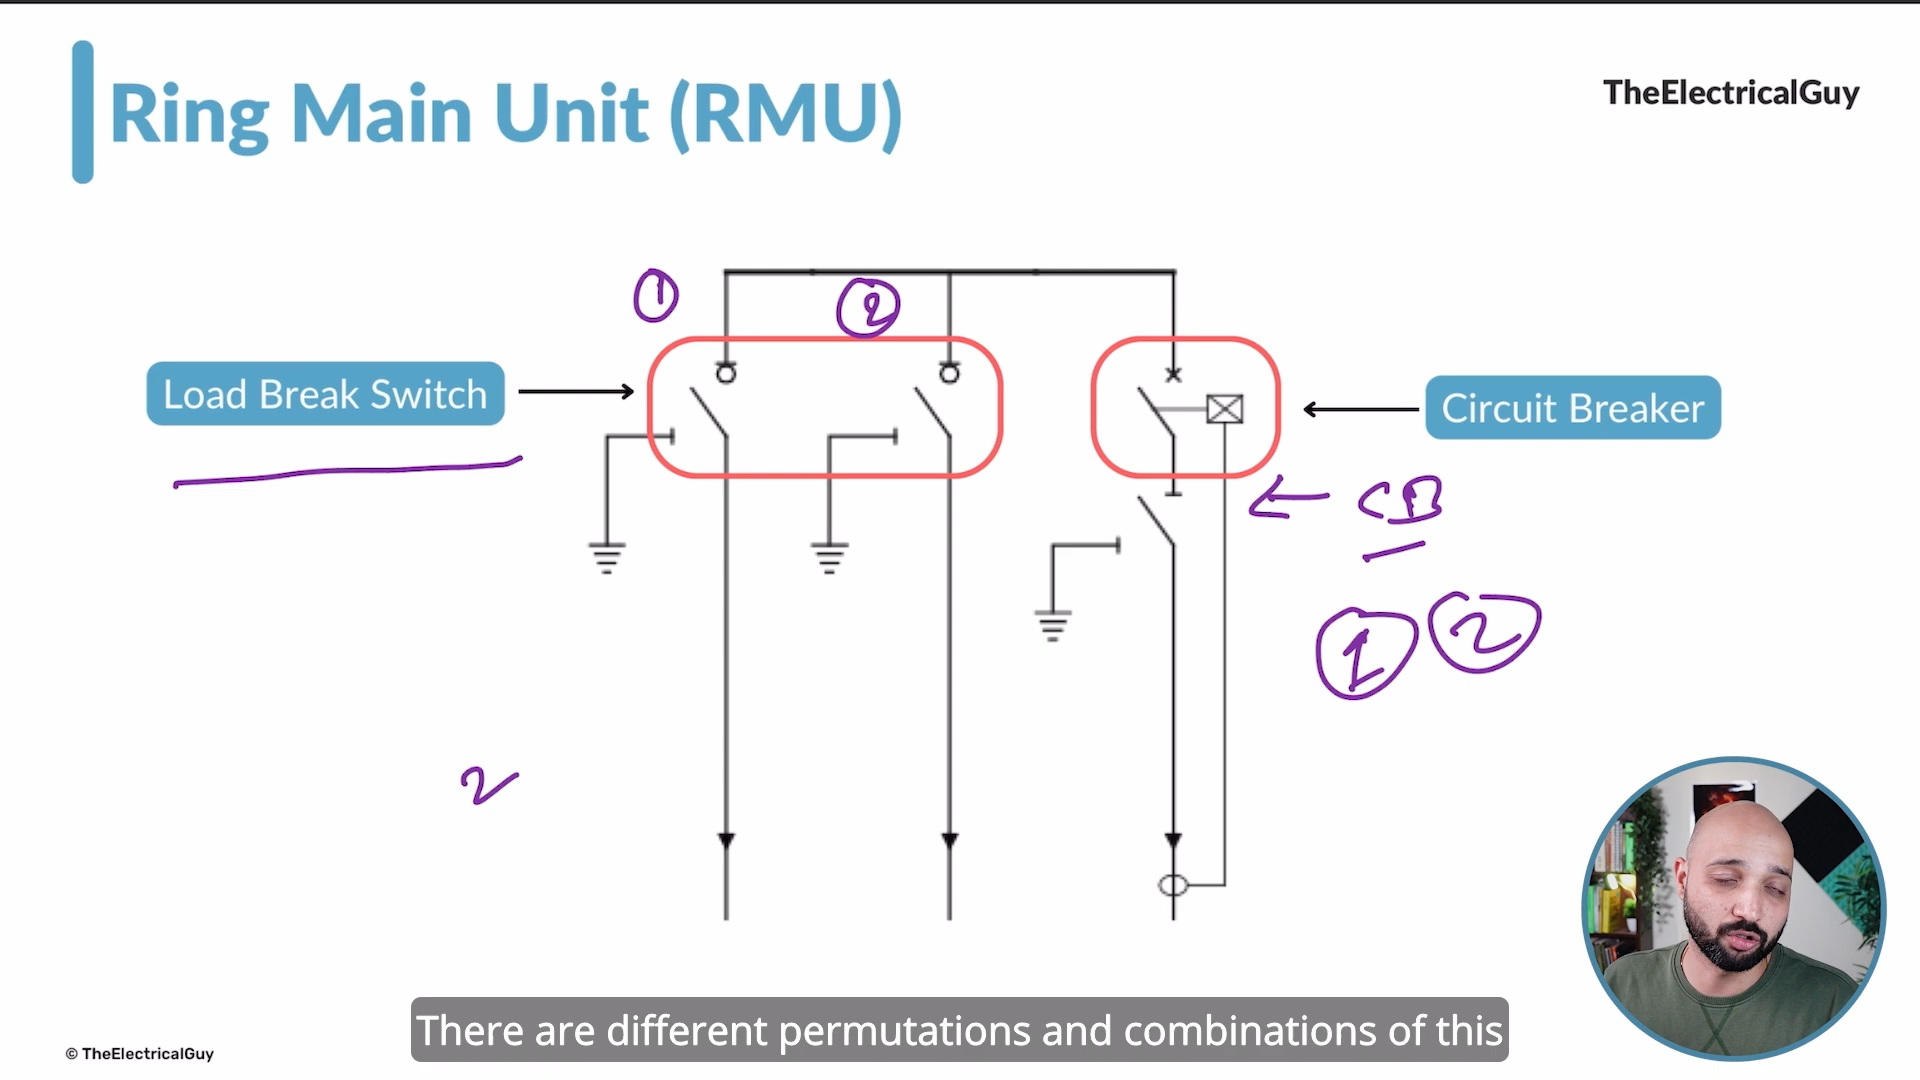 Ring Main Unit (RMU)
TheElectricalGuy
1
2
Load Break Switch
Circuit Breaker
CB
1 2
2
There are different permutations and combinations of this
© TheElectricalGuy